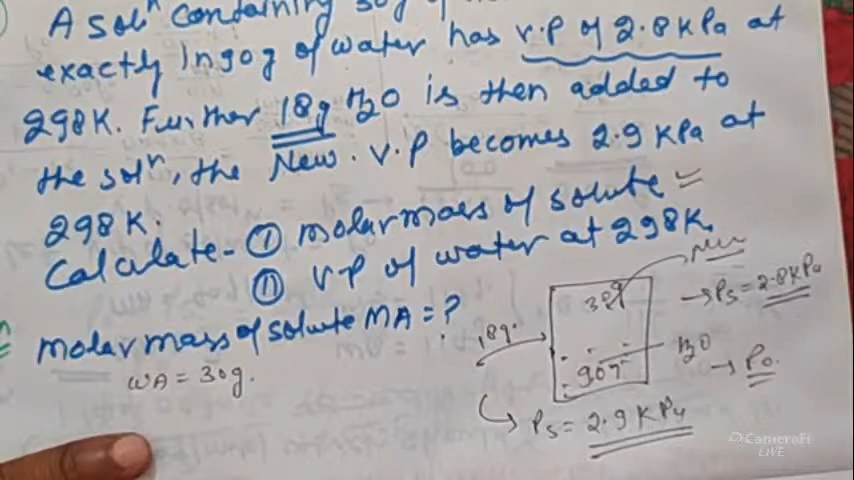 A solⁿ containing 30g of
exactly in 90g of water has v.p of 2.8 kPa at
298K. Further 18g H2O is then added to
the solⁿ, the New. v.p becomes 2.9 kPa at
298K.
Calculate - ① molar mass of solute
② v.p of water at 298K.
molar mass of solute MA = ?
WA = 30g.
30g
→ Ps = 2.8 kPa
18g.
90g
H2O
→ Po.
Ps = 2.9 KPa
CameraFi
LIVE